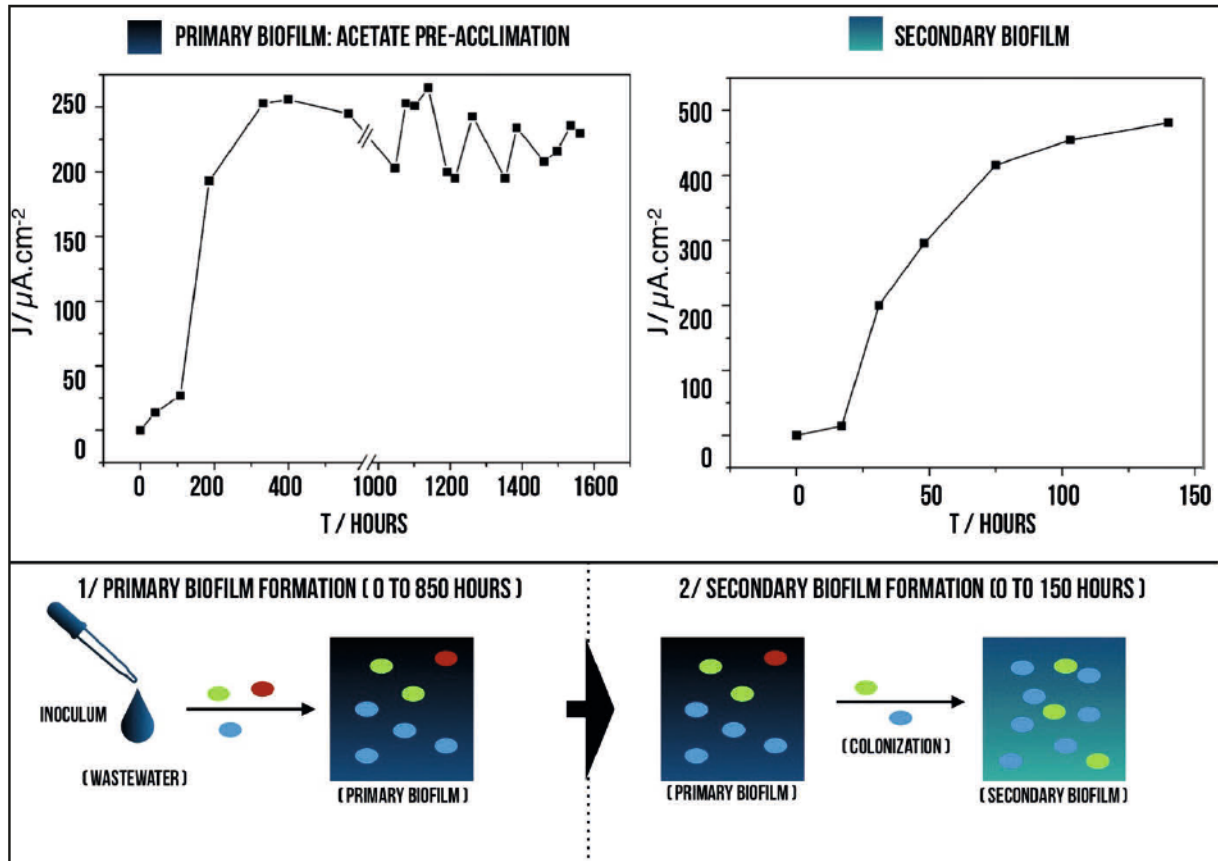 PRIMARY BIOFILM: ACETATE PRE-ACCLIMATION
250
200
150
100
50
0
J / μA.cm-2
0 200 400 600 1000 1200 1400 1600
T / HOURS
SECONDARY BIOFILM
500
400
300
200
100
0
J / μA.cm-2
0 50 100 150
T / HOURS
1/ PRIMARY BIOFILM FORMATION ( 0 TO 850 HOURS )
INOCULUM
( WASTEWATER )
( PRIMARY BIOFILM )
2/ SECONDARY BIOFILM FORMATION (0 TO 150 HOURS )
( PRIMARY BIOFILM )
( COLONIZATION )
( SECONDARY BIOFILM )